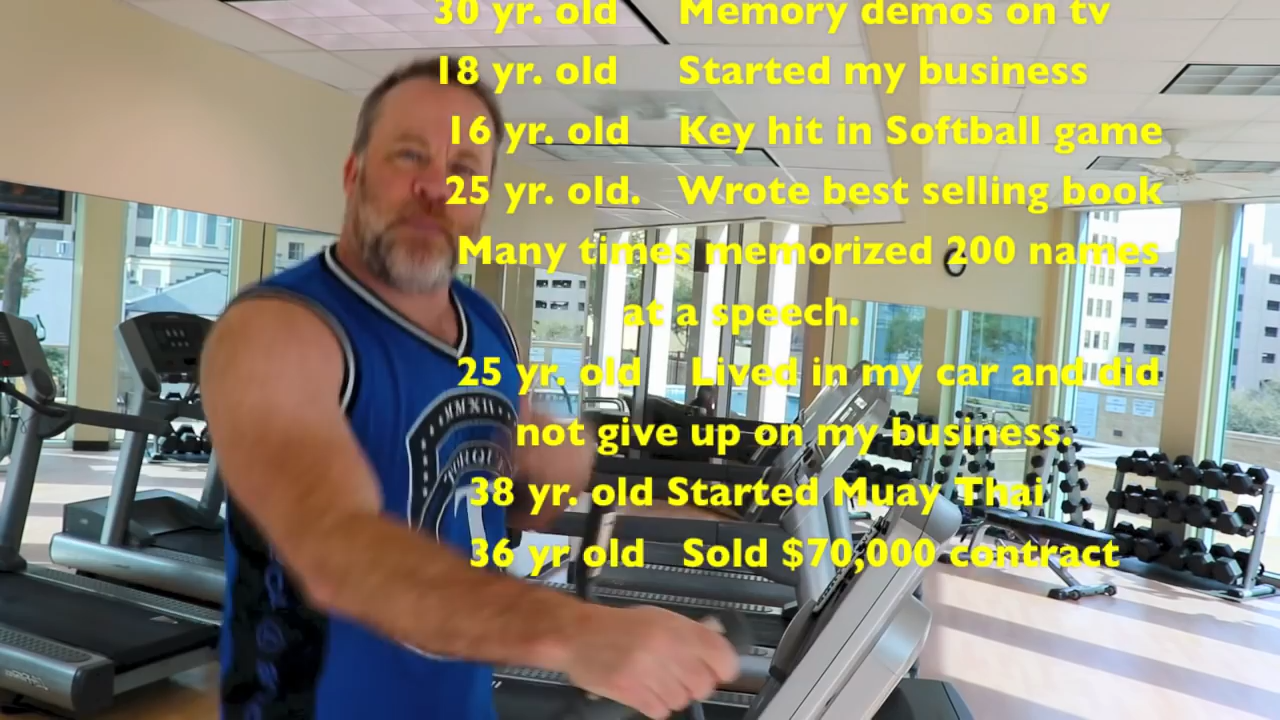 30 yr. old Memory demos on tv
18 yr. old Started my business
16 yr. old Key hit in Softball game
25 yr. old. Wrote best selling book
Many times memorized 200 names
at a speech.
25 yr. old Lived in my car and did
not give up on my business.
38 yr. old Started Muay Thai
36 yr old Sold $70,000 contract
MMXII